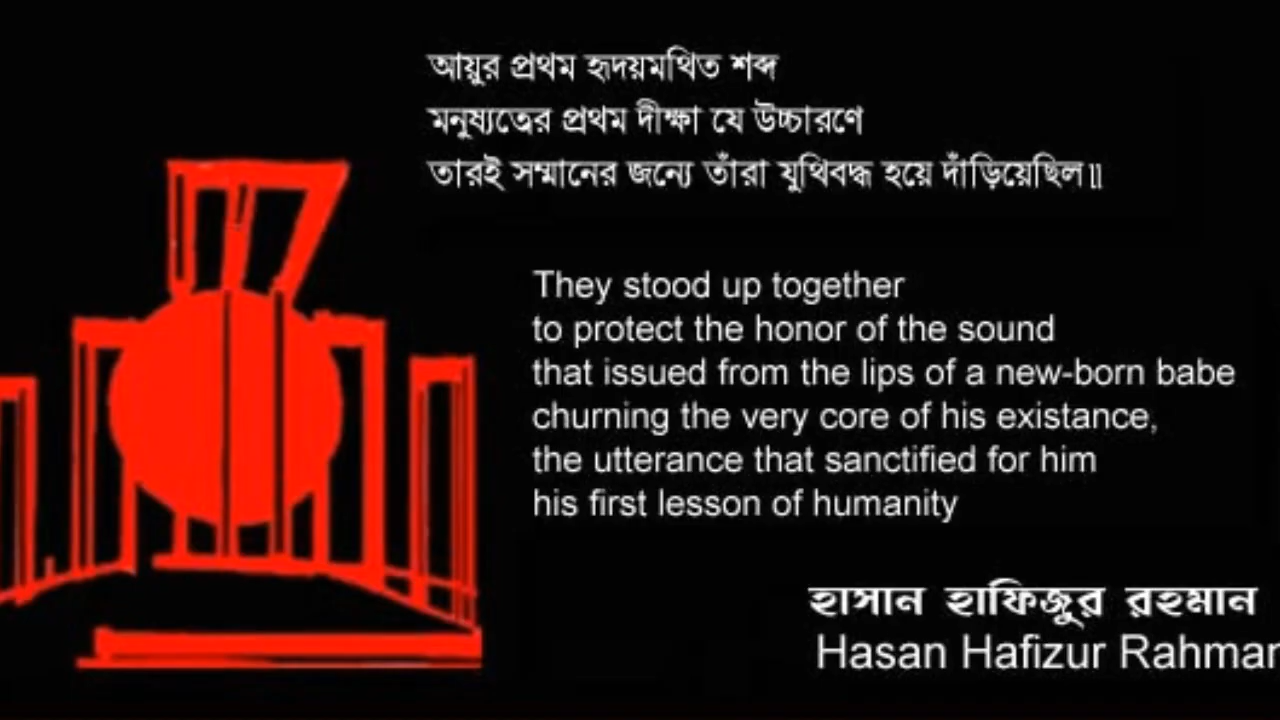 আয়ুর প্রথম হৃদয়মথিত শব্দ
মনুষ্যত্বের প্রথম দীক্ষা যে উচ্চারণে
তারই সম্মানের জন্যে তাঁরা যুথিবদ্ধ হয়ে দাঁড়িয়েছিল॥
They stood up together
to protect the honor of the sound
that issued from the lips of a new-born babe
churning the very core of his existance,
the utterance that sanctified for him
his first lesson of humanity
হাসান হাফিজুর রহমান
Hasan Hafizur Rahman